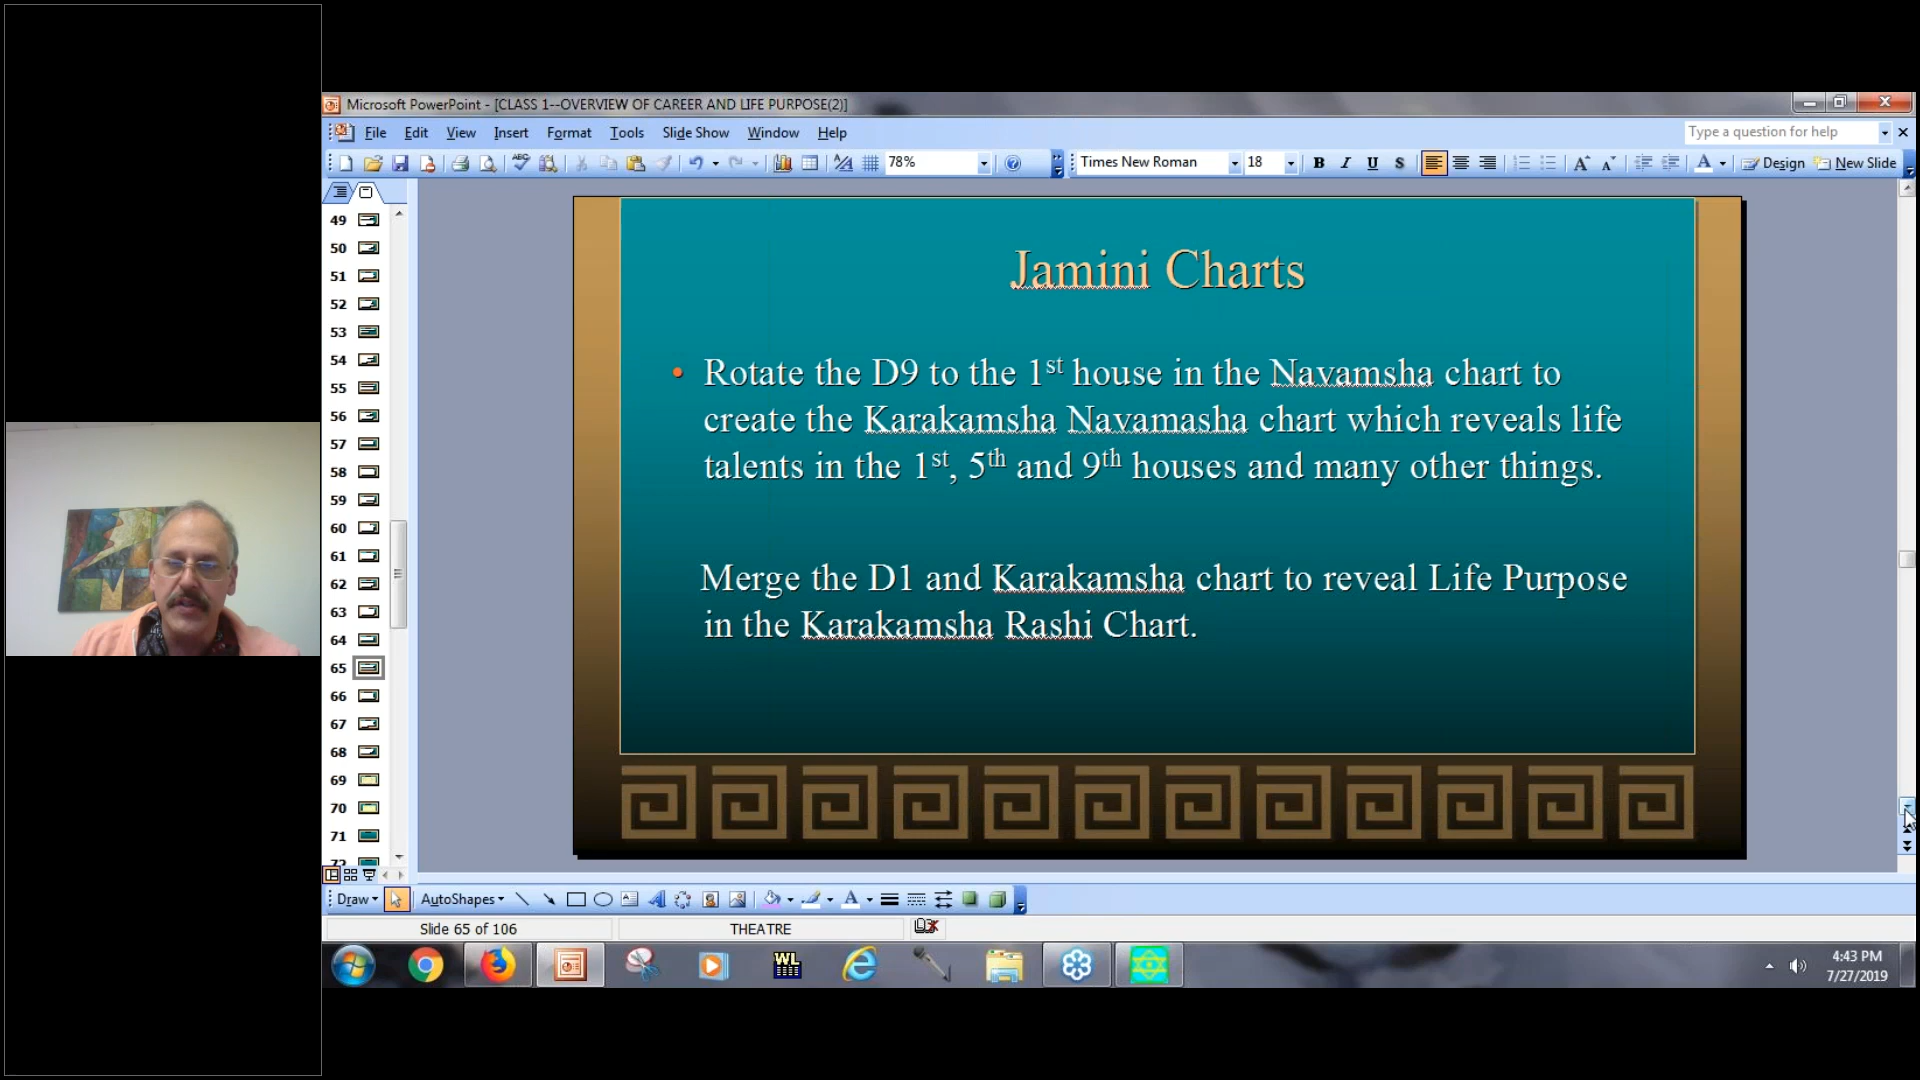 Microsoft PowerPoint - [CLASS 1--OVERVIEW OF CAREER AND LIFE PURPOSE(2)]
File Edit View Insert Format Tools Slide Show Window Help
Type a question for help
78%
Times New Roman
18
B I U S
Design
New Slide
49
50
51
52
53
54
55
56
57
58
59
60
61
62
63
64
65
66
67
68
69
70
71
72
Jamini Charts
• Rotate the D9 to the 1st house in the Navamsha chart to
create the Karakamsha Navamasha chart which reveals life
talents in the 1st, 5th and 9th houses and many other things.
Merge the D1 and Karakamsha chart to reveal Life Purpose
in the Karakamsha Rashi Chart.
Draw AutoShapes
Slide 65 of 106
THEATRE
WL
4:43 PM
7/27/2019